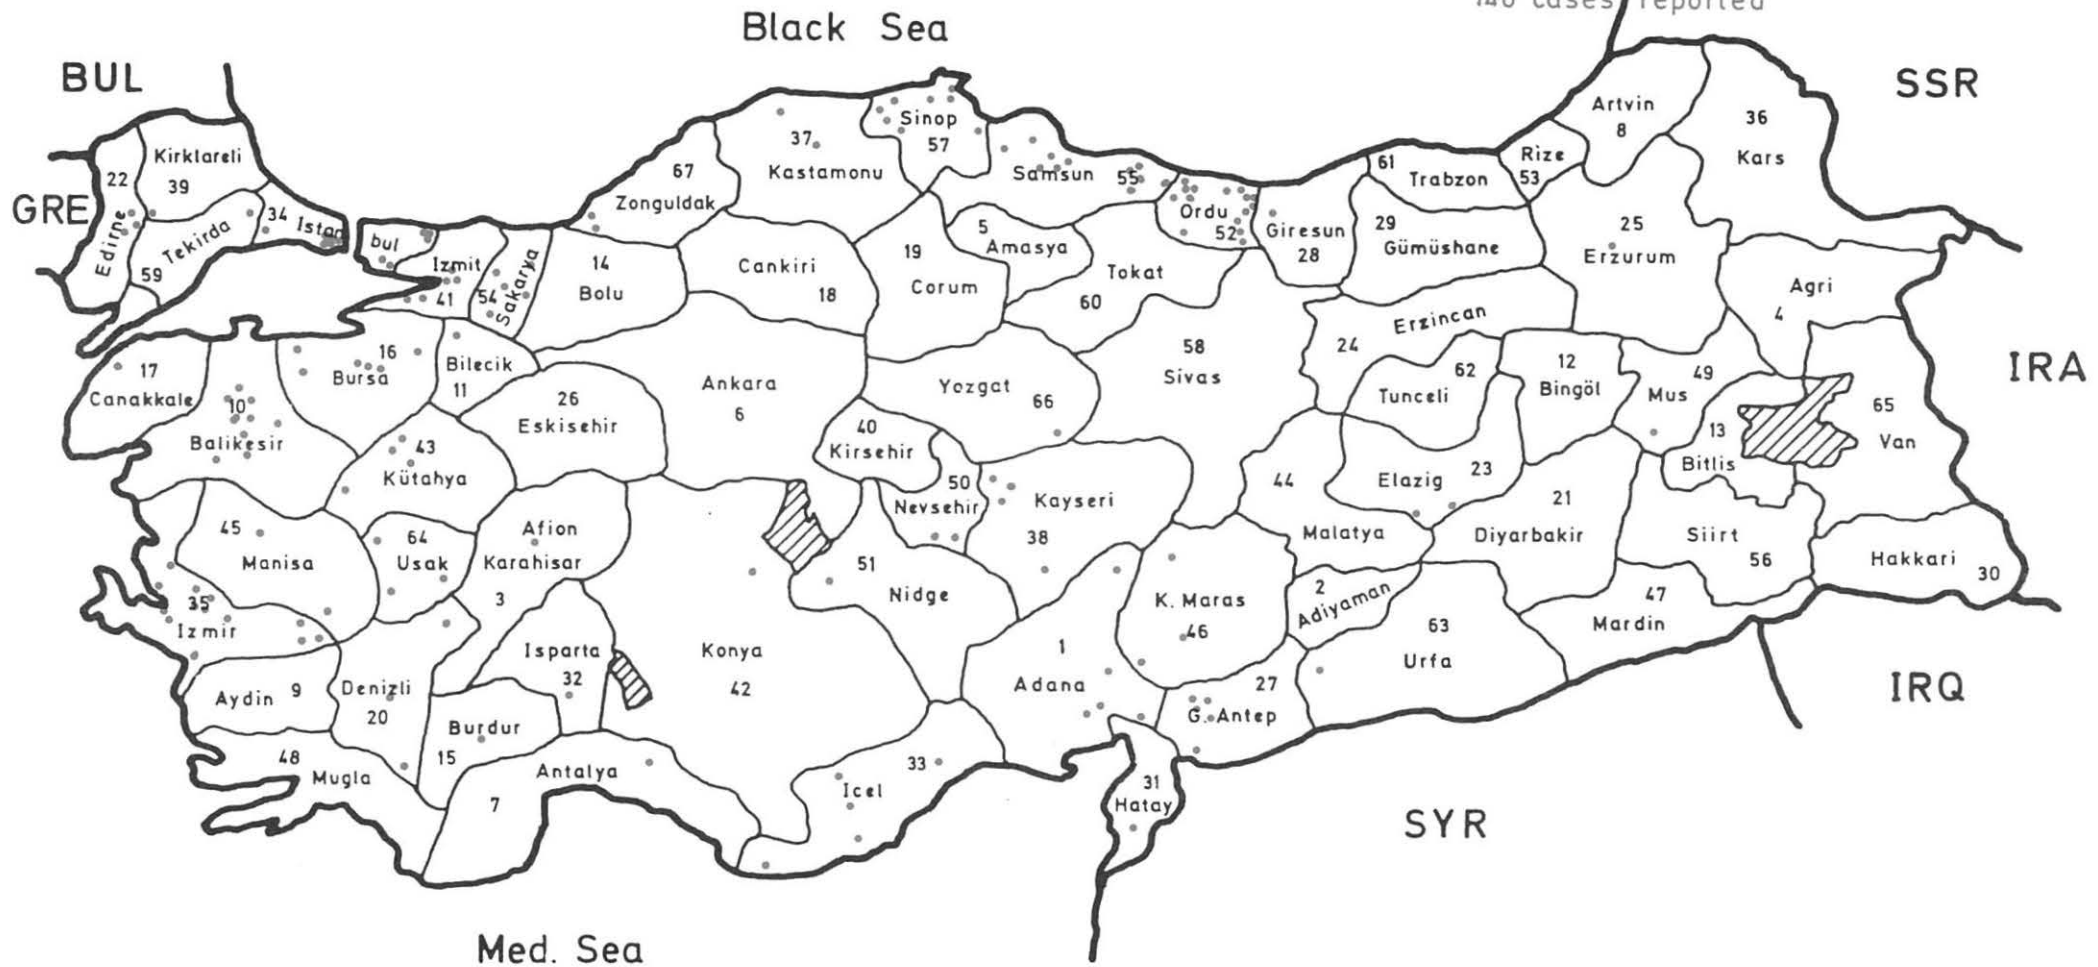 146 cases reported
Black Sea
BUL
SSR
GRE
IRA
IRQ
SYR
Med. Sea
22
Edirne
Kirklareli
39
59
Tekirda
34
Istan
bul
Izmit
41
54
Sakarya
14
Bolu
67
Zonguldak
37
Kastamonu
Sinop
57
Samsun
55
Cankiri
18
19
Corum
5
Amasya
Tokat
60
Ordu
52
Giresun
28
61
Trabzon
29
Gümüshane
Rize
53
Artvin
8
36
Kars
25
Erzurum
Agri
4
17
Canakkale
10
Balikesir
16
Bursa
Bilecik
11
26
Eskisehir
Ankara
6
Yozgat
66
58
Sivas
24
Erzincan
62
Tunceli
12
Bingöl
49
Mus
13
Bitlis
65
Van
43
Kütahya
40
Kirsehir
50
Nevsehir
Kayseri
38
44
Malatya
Elazig
23
21
Diyarbakir
Siirt
56
Hakkari
30
45
Manisa
64
Usak
Afion
Karahisar
3
51
Nidge
K. Maras
46
2
Adiyaman
63
Urfa
47
Mardin
35
Izmir
Aydin
9
Denizli
20
Isparta
32
Konya
42
1
Adana
27
G. Antep
48
Mugla
Burdur
15
Antalya
7
Icel
33
31
Hatay